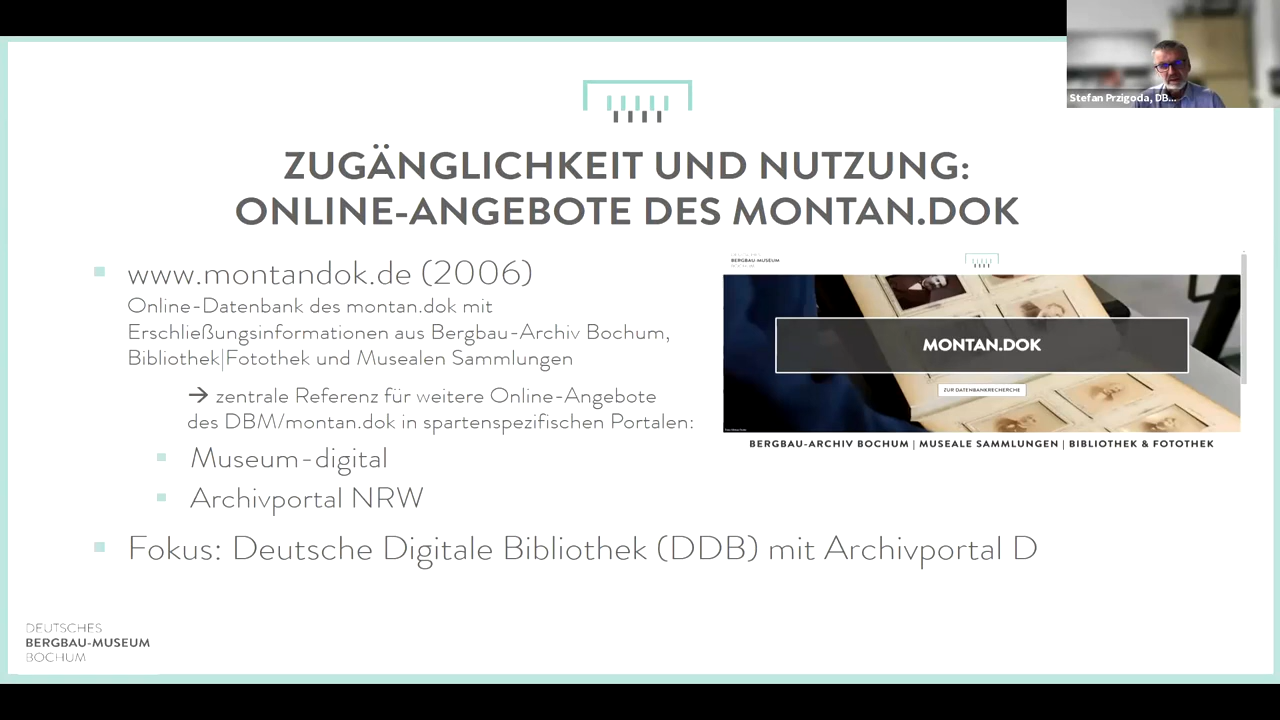 Stefan Przigoda, DB...
ZUGÄNGLICHKEIT UND NUTZUNG:
ONLINE-ANGEBOTE DES MONTAN.DOK
www.montandok.de (2006)
Online-Datenbank des montan.dok mit
Erschließungsinformationen aus Bergbau-Archiv Bochum,
Bibliothek|Fotothek und Musealen Sammlungen
→ zentrale Referenz für weitere Online-Angebote
des DBM/montan.dok in spartenspezifischen Portalen:
Museum-digital
Archivportal NRW
Fokus: Deutsche Digitale Bibliothek (DDB) mit Archivportal D
BERGBAU-MUSEUM
MONTAN.DOK
ZUR DATENBANKRECHERCHE
BERGBAU-ARCHIV BOCHUM | MUSEALE SAMMLUNGEN | BIBLIOTHEK & FOTOTHEK
DEUTSCHES
BERGBAU-MUSEUM
BOCHUM